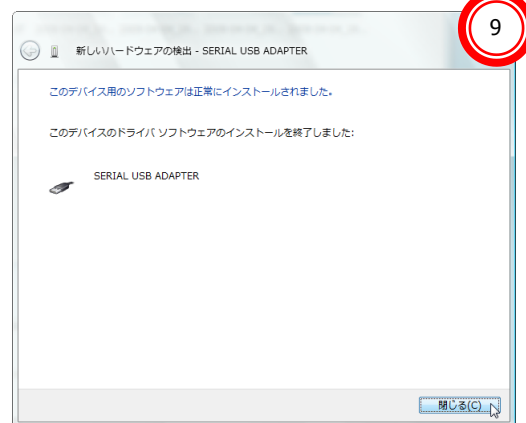 9
新しいハードウェアの検出 - SERIAL USB ADAPTER
このデバイス用のソフトウェアは正常にインストールされました。
このデバイスのドライバ ソフトウェアのインストールを終了しました:
SERIAL USB ADAPTER
閉じる(C)